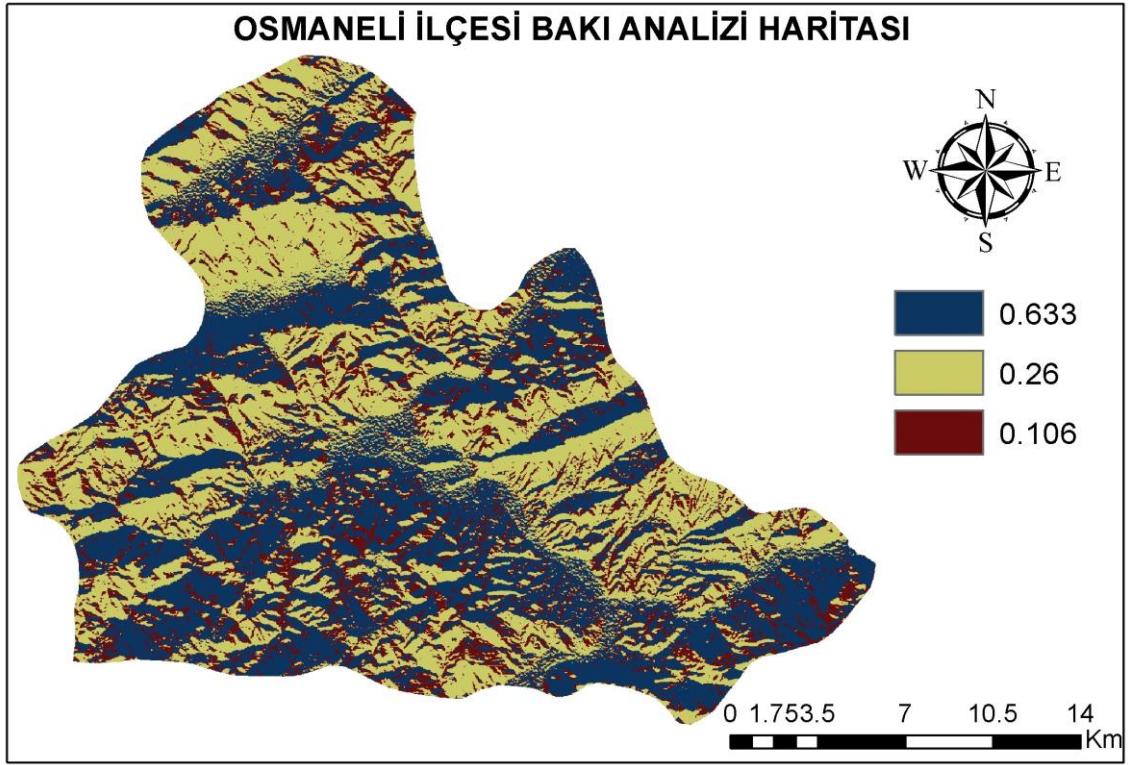 OSMANELİ İLÇESİ BAKI ANALİZİ HARİTASI
N
W E
S
0.633
0.26
0.106
0 1.753.5 7 10.5 14
Km